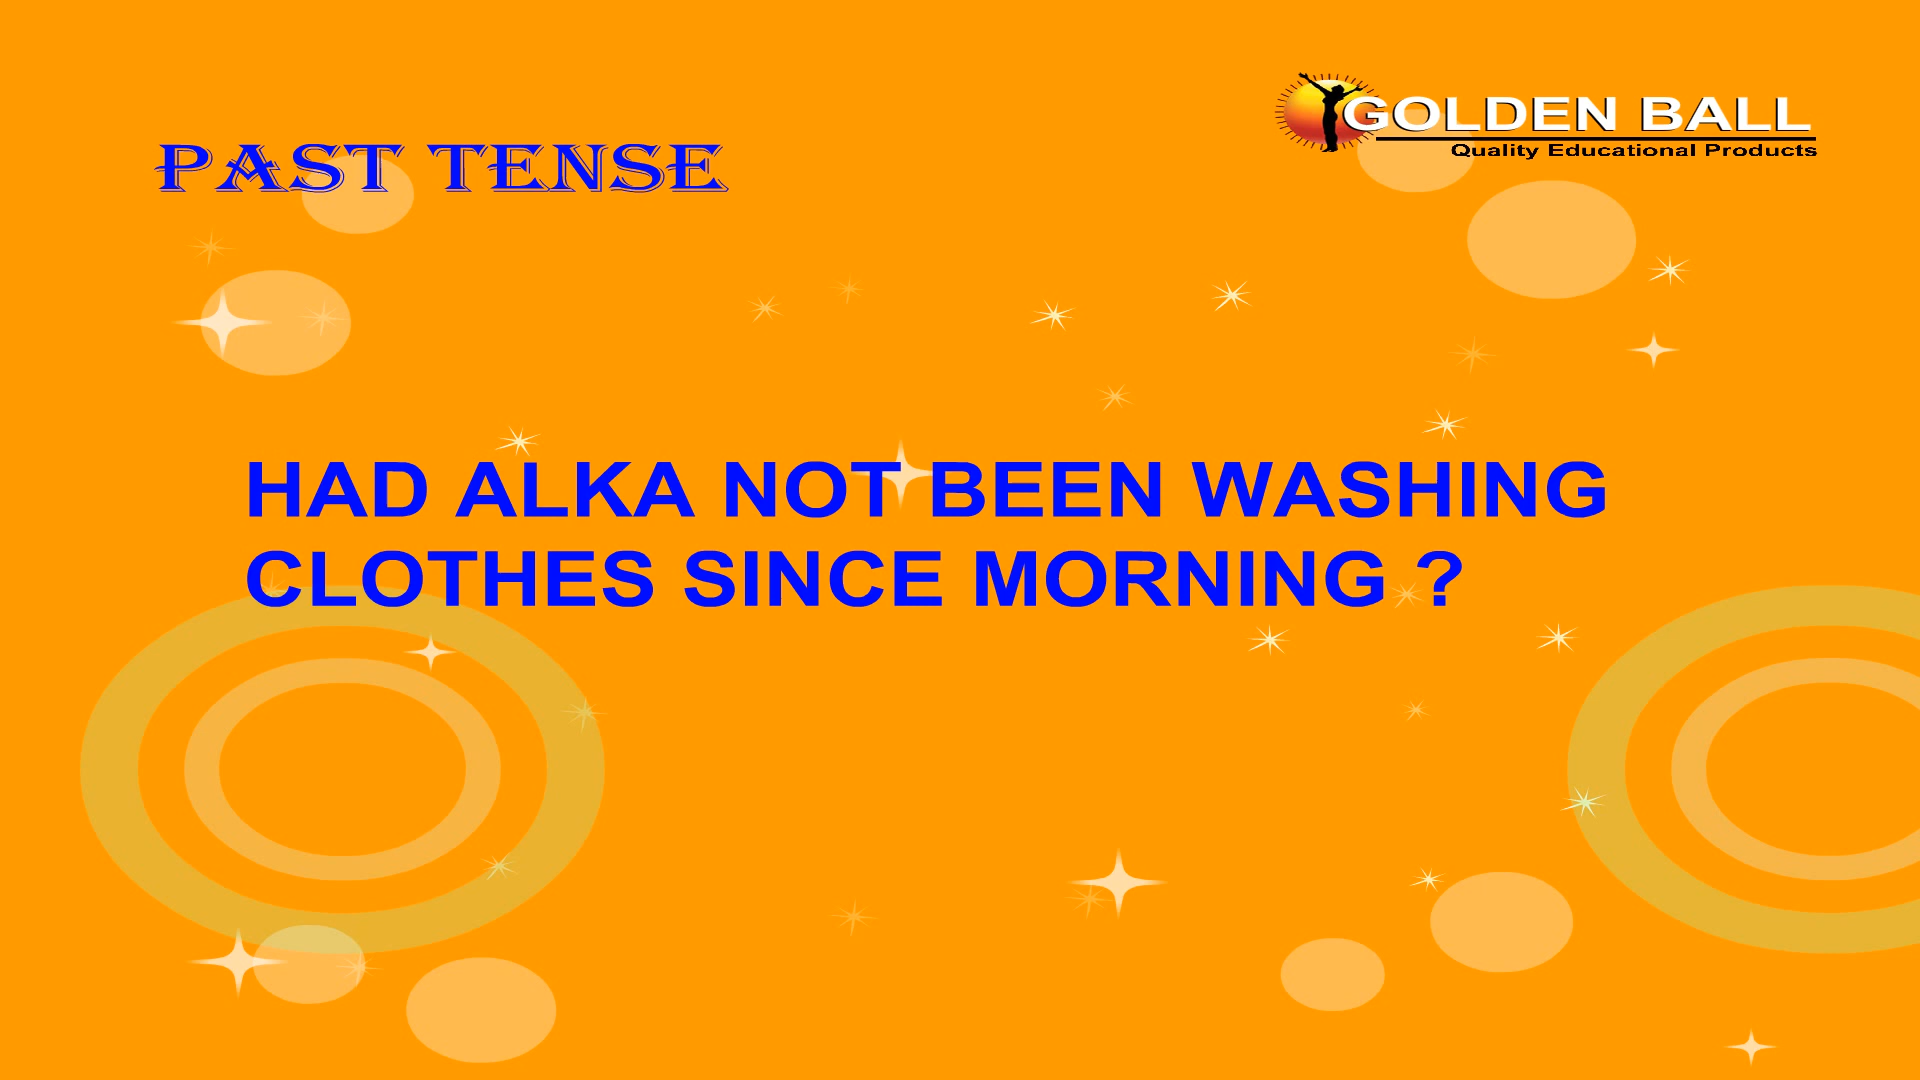 GOLDEN BALL
Quality Educational Products
PAST TENSE
HAD ALKA NOT BEEN WASHING
CLOTHES SINCE MORNING ?